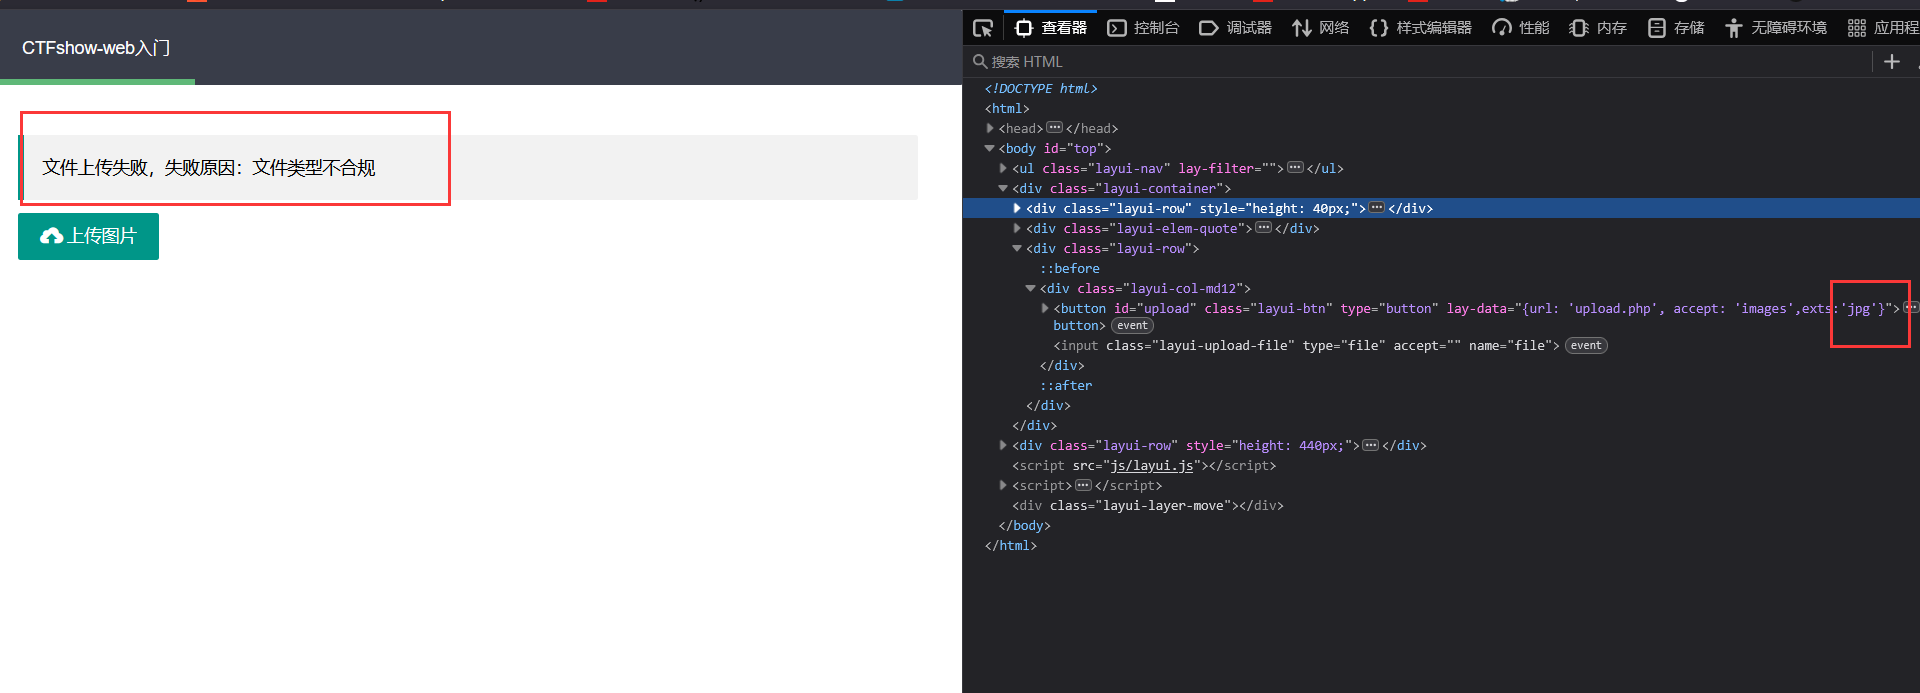 CTFshow-web入门
文件上传失败，失败原因：文件类型不合规
上传图片
查看器 控制台 调试器 网络 样式编辑器 性能 内存 存储 无障碍环境 应用程
搜索 HTML
<!DOCTYPE html>
<html>
<head></head>
<body id="top">
<ul class="layui-nav" lay-filter=""></ul>
<div class="layui-container">
<div class="layui-row" style="height: 40px;"></div>
<div class="layui-elem-quote"></div>
<div class="layui-row">
::before
<div class="layui-col-md12">
<button id="upload" class="layui-btn" type="button" lay-data="{url: 'upload.php', accept: 'images',exts:'jpg'}">
button> event
<input class="layui-upload-file" type="file" accept="" name="file"> event
</div>
::after
</div>
</div>
<div class="layui-row" style="height: 440px;"></div>
<script src="js/layui.js"></script>
<script></script>
<div class="layui-layer-move"></div>
</body>
</html>